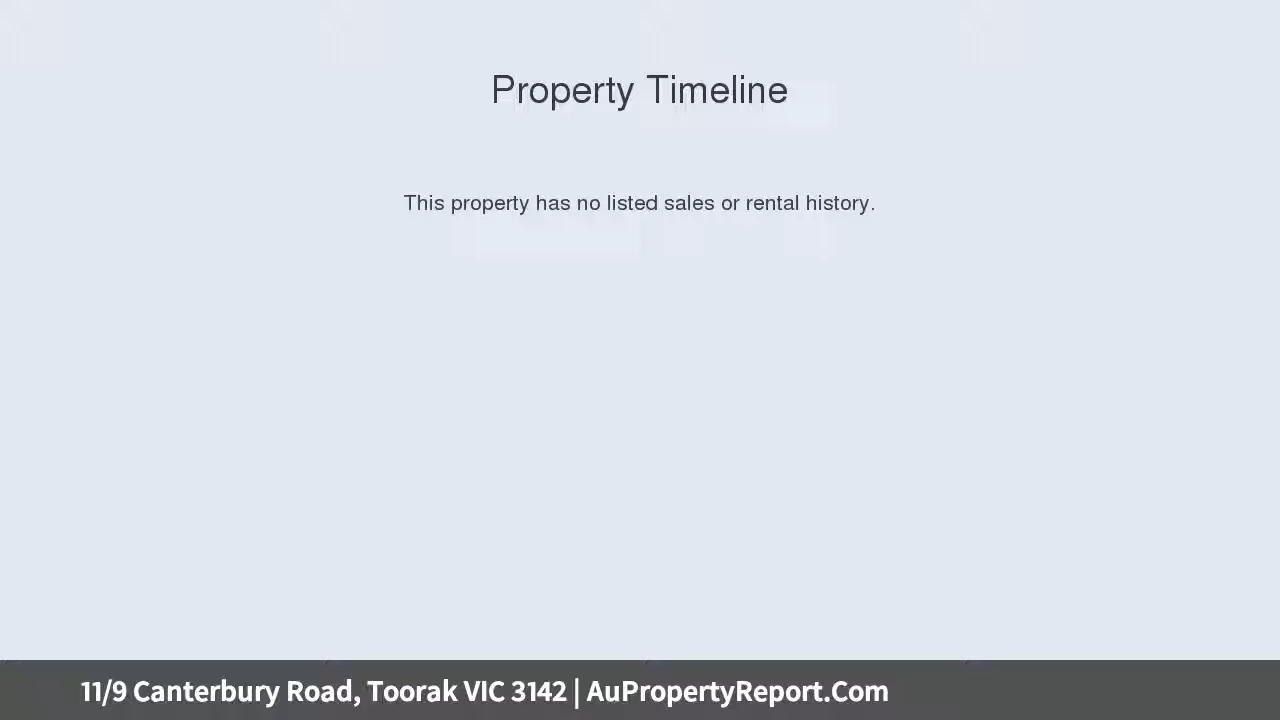 Property Timeline
This property has no listed sales or rental history.
11/9 Canterbury Road, Toorak VIC 3142 | AuPropertyReport.Com